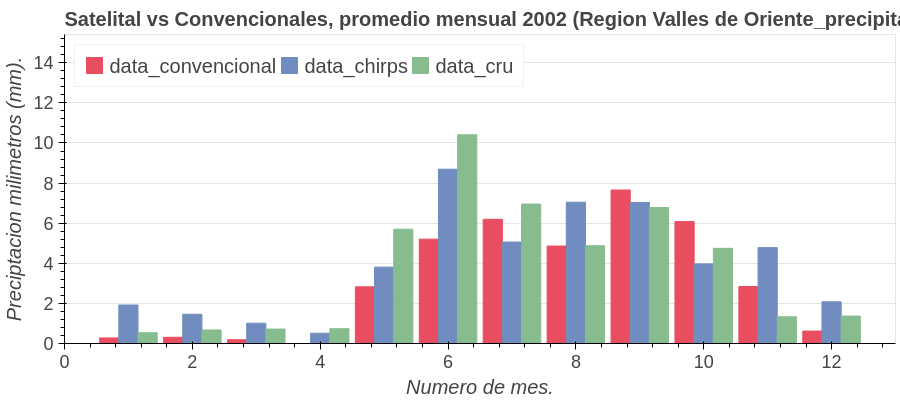 Satelital vs Convencionales, promedio mensual 2002 (Region Valles de Oriente_precipita
data_convencional data_chirps data_cru
Preciptacion milimetros (mm).
14
12
10
8
6
4
2
0
0 2 4 6 8 10 12
Numero de mes.